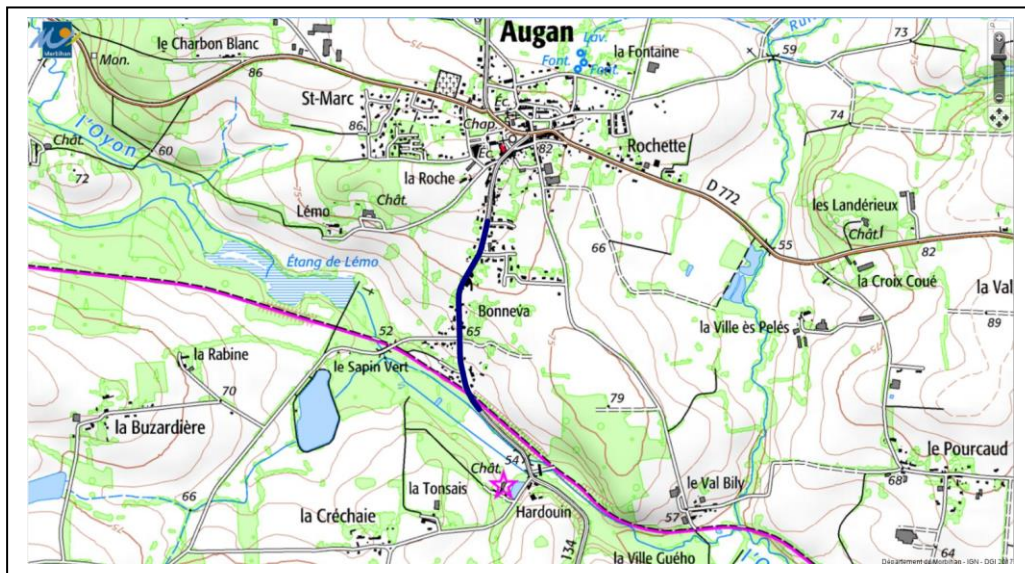 Morbihan
Augan
Lav.
Font.
Font.
la Fontaine
59
73
le Charbon Blanc
Mon.
86
St-Marc
Éc.
Chap.
86
Éc.
82
Rochette
74
l'Oyon
60
Chât.
72
la Roche
Chât.
Lémo
D 772
les Landérieux
Chât.
66
55
82
Étang de Lémo
la Croix Coué
la Val
Bonneva
52
65
la Ville ès Pelés
89
la Rabine
le Sapin Vert
70
79
la Buzardière
le Pourcaud
Chât.
54
68
la Tonsais
le Val Bily
66
la Créchaie
Hardouin
57
134
la Ville Guého
64
Département du Morbihan - IGN - DGI 2017